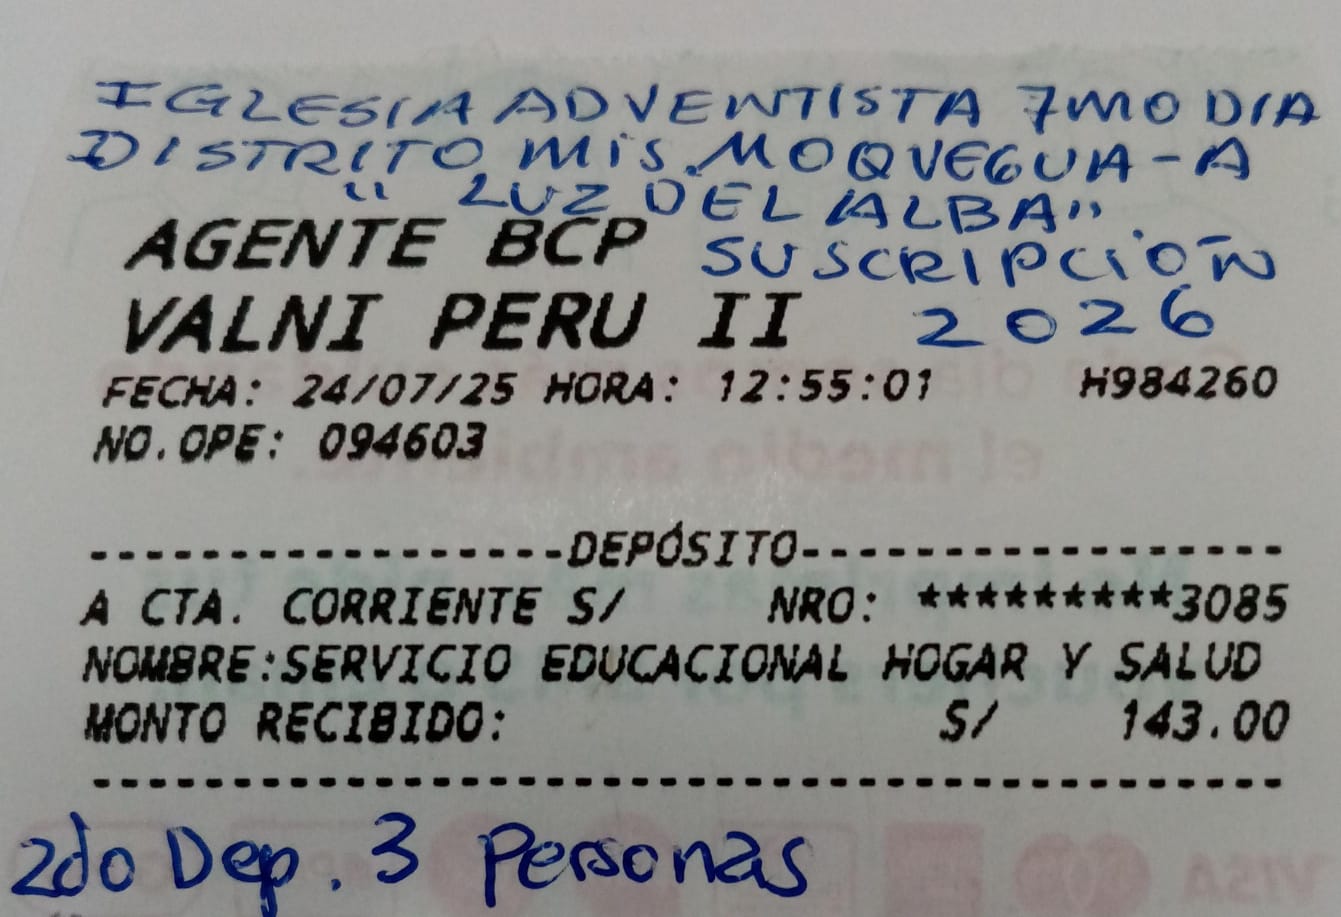 IGLESIA ADVENTISTA 7MO DIA
DISTRITO MIS. MOQUEGUA-A
"LUZ DEL ALBA".
AGENTE BCP SUSCRIPCIÓN
VALNI PERU II 2026
FECHA: 24/07/25 HORA: 12:55:01 H984260
NO.OPE: 094603
-----------------DEPÓSITO-----------------
A CTA. CORRIENTE S/ NRO: *********3085
NOMBRE:SERVICIO EDUCACIONAL HOGAR Y SALUD
MONTO RECIBIDO: S/ 143.00
------------------------------------------
2do Dep. 3 Personas